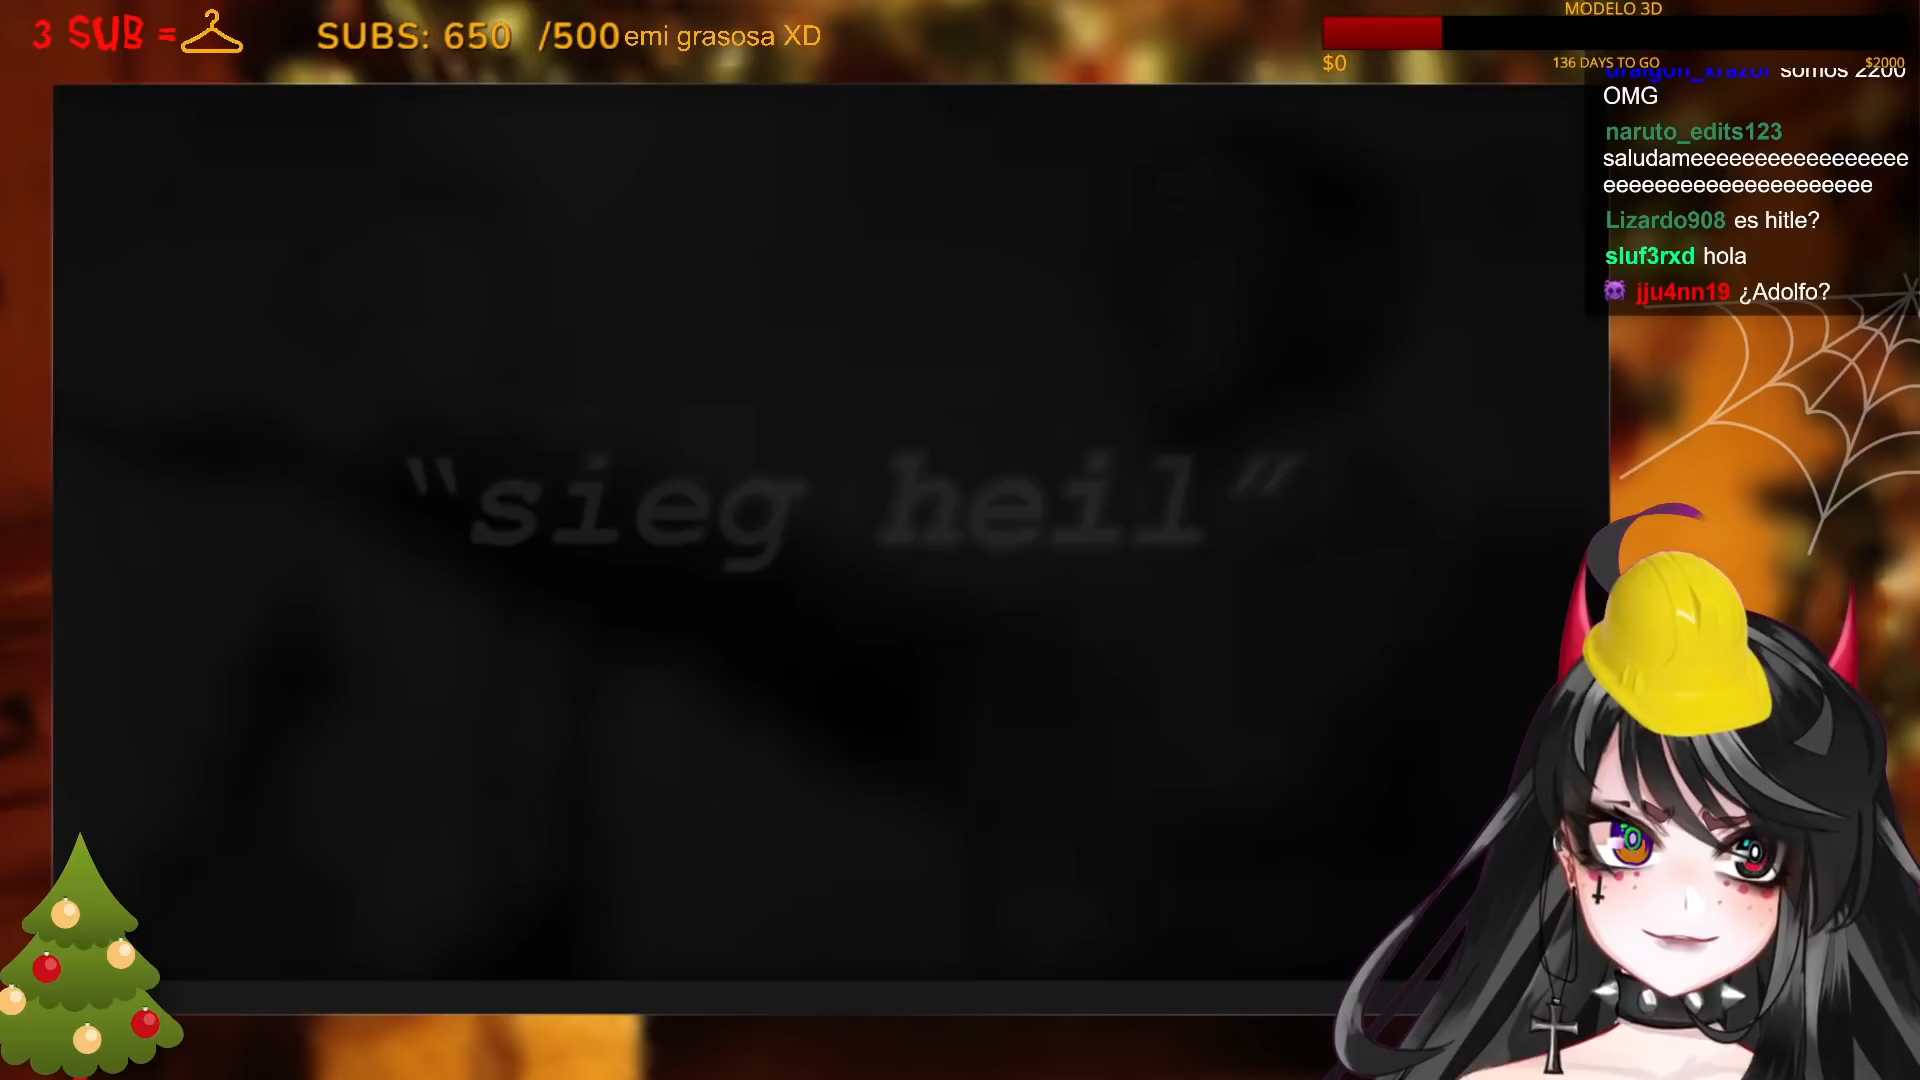 3 SUB =
SUBS: 650 /500 emi grasosa XD
MODELO 3D
$0
136 DAYS TO GO
$2000
somos 2200
OMG
naruto_edits123
saludameeeeeeeeeeeeeeeee
eeeeeeeeeeeeeeeeeeeee
Lizardo908 es hitle?
sluf3rxd hola
jju4nn19 ¿Adolfo?
"sieg heil"